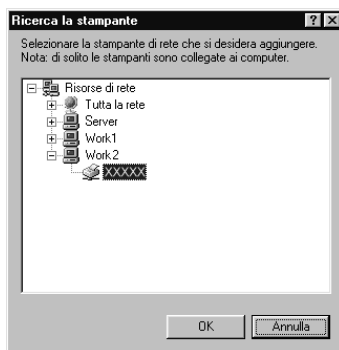 Ricerca la stampante
Selezionare la stampante di rete che si desidera aggiungere.
Nota: di solito le stampanti sono collegate ai computer.
Risorse di rete
Tutta la rete
Server
Work1
Work2
XXXXX
OK
Annulla